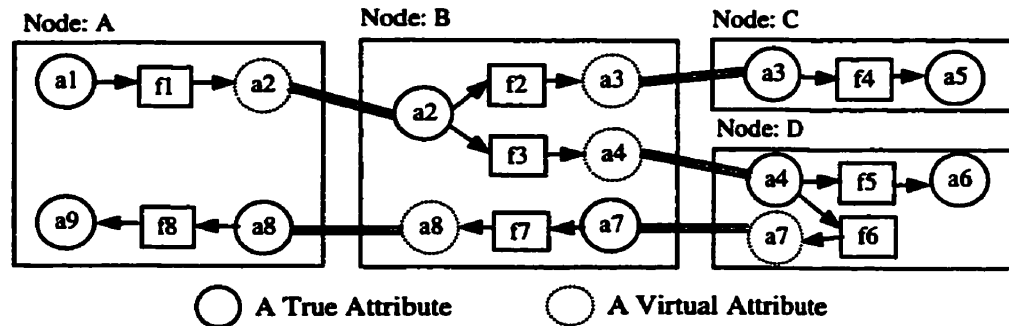 Node: A Node: B Node: C
a1 f1 a2 a2 f2 a3 a3 f4 a5
f3 a4
Node: D
a4 f5 a6
a9 f8 a8 a8 f7 a7 a7 f6
A True Attribute A Virtual Attribute